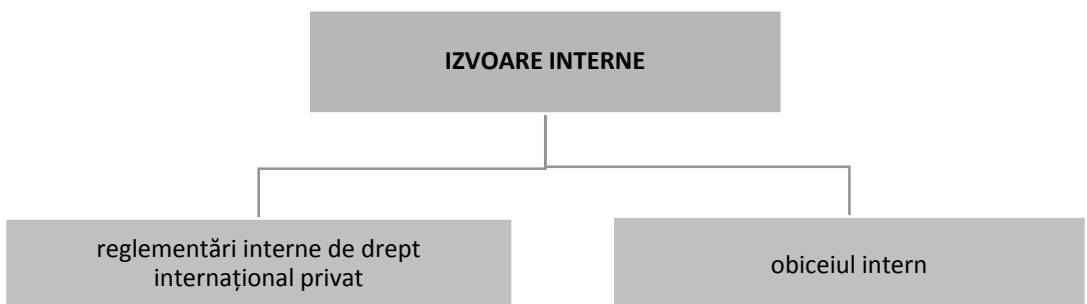 IZVOARE INTERNE
reglementări interne de drept
internațional privat
obiceiul intern